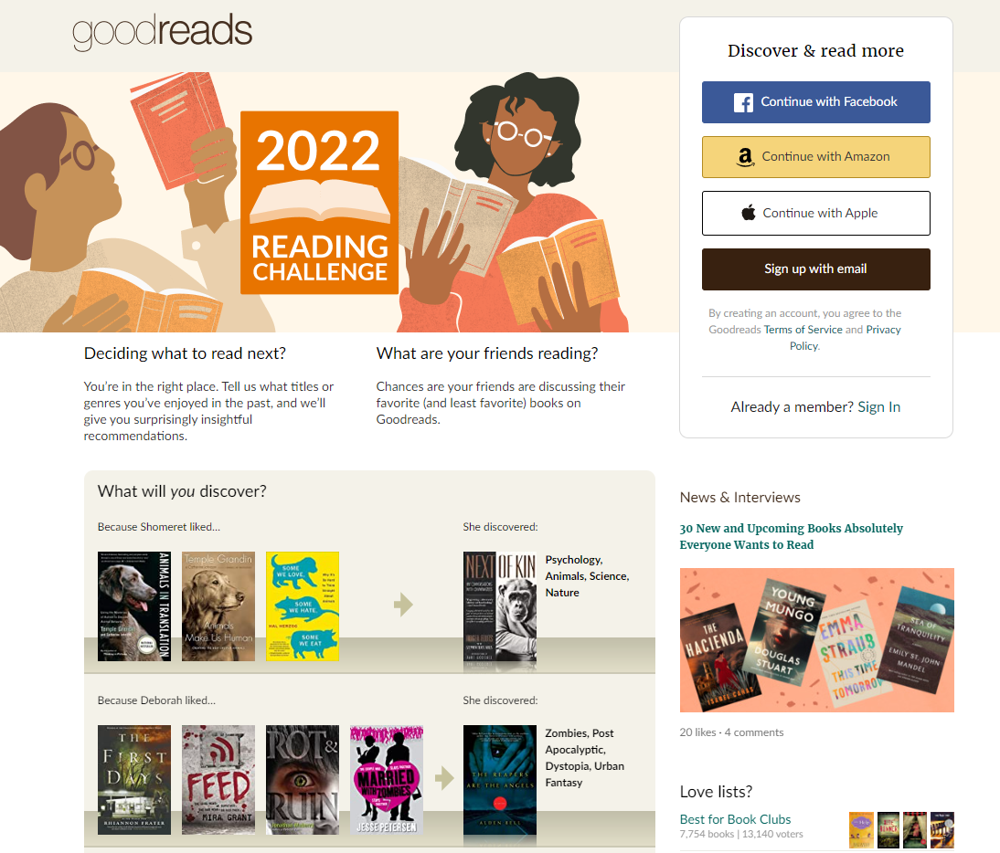 goodreads
2022
READING
CHALLENGE
Discover & read more
Continue with Facebook
Continue with Amazon
Continue with Apple
Sign up with email
By creating an account, you agree to the
Goodreads Terms of Service and Privacy
Policy.
Already a member? Sign In
Deciding what to read next?
You’re in the right place. Tell us what titles or
genres you’ve enjoyed in the past, and we’ll
give you surprisingly insightful
recommendations.
What are your friends reading?
Chances are your friends are discussing their
favorite (and least favorite) books on
Goodreads.
What will you discover?
Because Shomeret liked…
ANIMALS IN TRANSLATION
Temple Grandin
Temple Grandin
Animals
Make Us Human
SOME
WE LOVE,
SOME
WE HATE,
HAL HERZOG
SOME
WE EAT
She discovered:
NEXT OF KIN
Psychology,
Animals, Science,
Nature
Because Deborah liked…
THE
FIRST
DAYS
RHIANNON FRATER
FEED
MIRA GRANT
ROT &
RUIN
Jonathan Maberry
MARRIED
WITH ZOMBIES
JESSE PETERSEN
She discovered:
THE REAPERS
ARE THE ANGELS
ALDEN BELL
Zombies, Post
Apocalyptic,
Dystopia, Urban
Fantasy
News & Interviews
30 New and Upcoming Books Absolutely
Everyone Wants to Read
THE
HACIENDA
ISABEL CAÑAS
YOUNG
MUNGO
DOUGLAS
STUART
EMMA
STRAUB
THIS TIME
TOMORROW
SEA OF
TRANQUILITY
EMILY ST. JOHN
MANDEL
20 likes · 4 comments
Love lists?
Best for Book Clubs
7,754 books | 13,140 voters